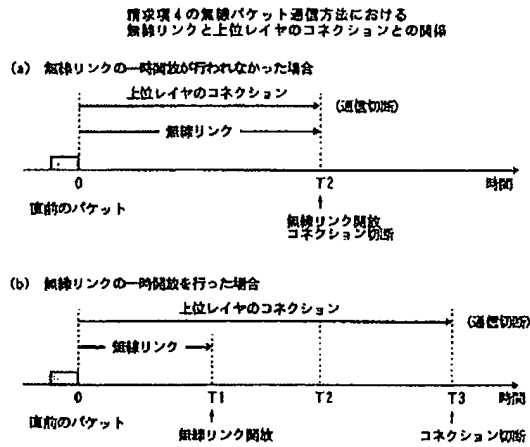 請求項4の無線パケット通信方法における
無線リンクと上位レイヤのコネクションとの関係
(a) 無線リンクの一時開放が行われなかった場合
上位レイヤのコネクション
(通信切断)
無線リンク
0
T2
時間
直前のパケット
無線リンク開放
コネクション切断
(b)無線リンクの一時開放を行った場合
上位レイヤのコネクション
(通信切断)
無線リンク
0
T1
T2
T3
時間
直前のパケット
無線リンク開放
コネクション切断